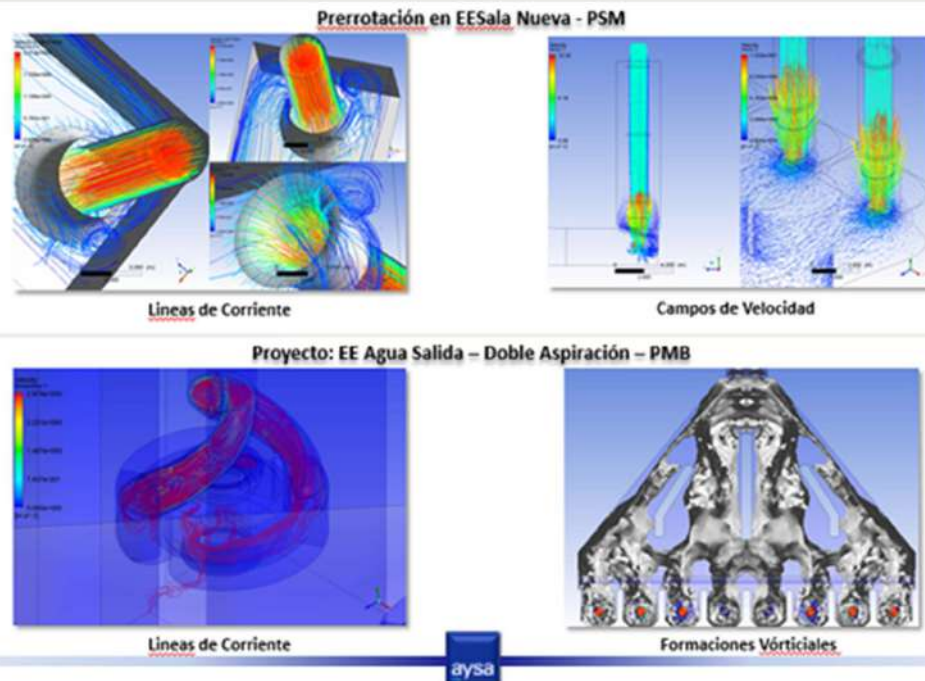 Prerrotación en EESala Nueva - PSM
Lineas de Corriente
Campos de Velocidad
Proyecto: EE Agua Salida – Doble Aspiración – PMB
Lineas de Corriente
Formaciones Vórticiales
aysa